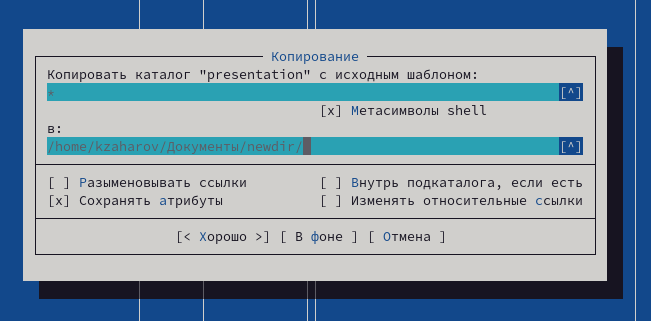 Копирование
Копировать каталог "presentation" с исходным шаблоном:
* [^]
[x] Метасимволы shell
в:
/home/kzaharov/Документы/newdir/ [^]
[ ] Разыменовывать ссылки [ ] Внутрь подкаталога, если есть
[x] Сохранять атрибуты [ ] Изменять относительные ссылки
[< Хорошо >] [ В фоне ] [ Отмена ]